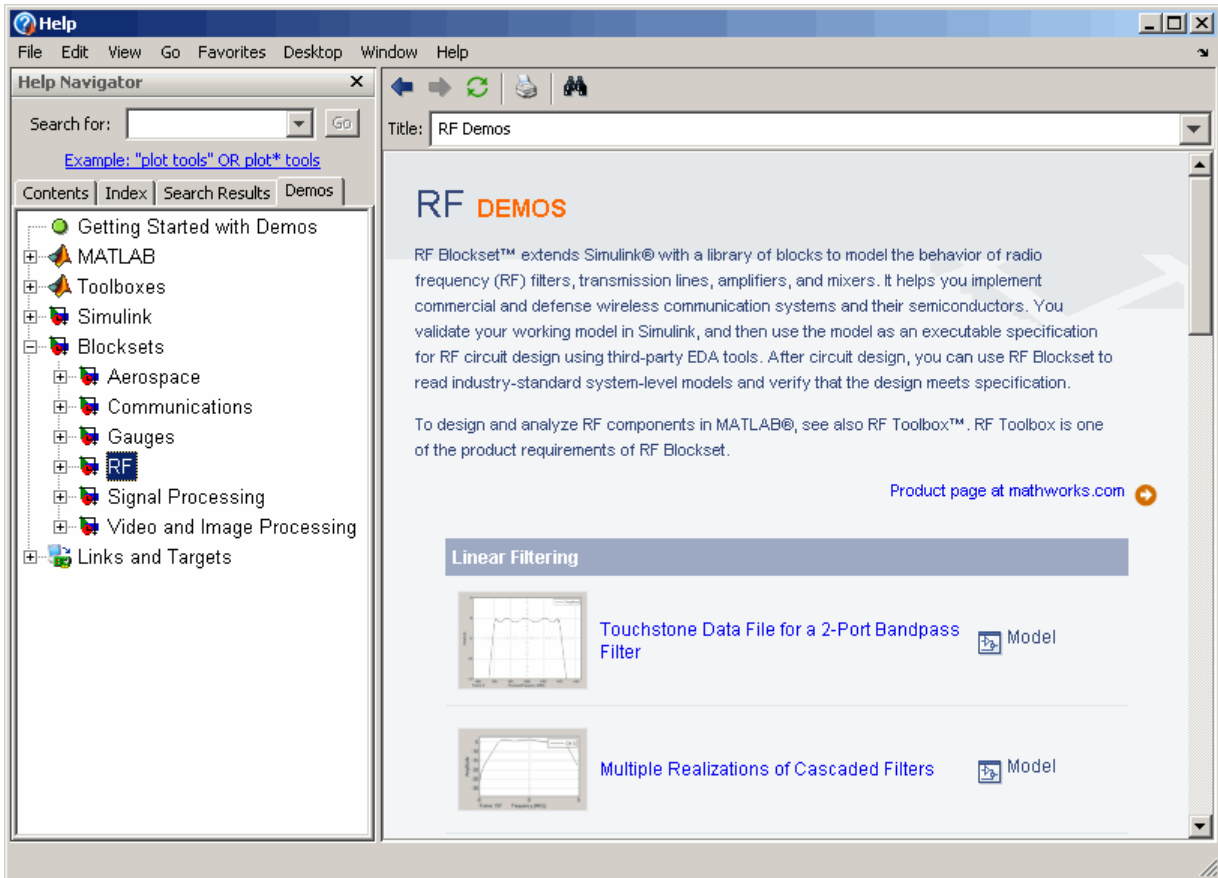 Help
File Edit View Go Favorites Desktop Window Help
Help Navigator
Search for:
Go
Example: "plot tools" OR plot* tools
Contents Index Search Results Demos
Getting Started with Demos
MATLAB
Toolboxes
Simulink
Blocksets
Aerospace
Communications
Gauges
RF
Signal Processing
Video and Image Processing
Links and Targets
Title: RF Demos
RF DEMOS
RF Blockset™ extends Simulink® with a library of blocks to model the behavior of radio
frequency (RF) filters, transmission lines, amplifiers, and mixers. It helps you implement
commercial and defense wireless communication systems and their semiconductors. You
validate your working model in Simulink, and then use the model as an executable specification
for RF circuit design using third-party EDA tools. After circuit design, you can use RF Blockset to
read industry-standard system-level models and verify that the design meets specification.
To design and analyze RF components in MATLAB®, see also RF Toolbox™. RF Toolbox is one
of the product requirements of RF Blockset.
Product page at mathworks.com
Linear Filtering
Touchstone Data File for a 2-Port Bandpass
Filter
Model
Multiple Realizations of Cascaded Filters
Model